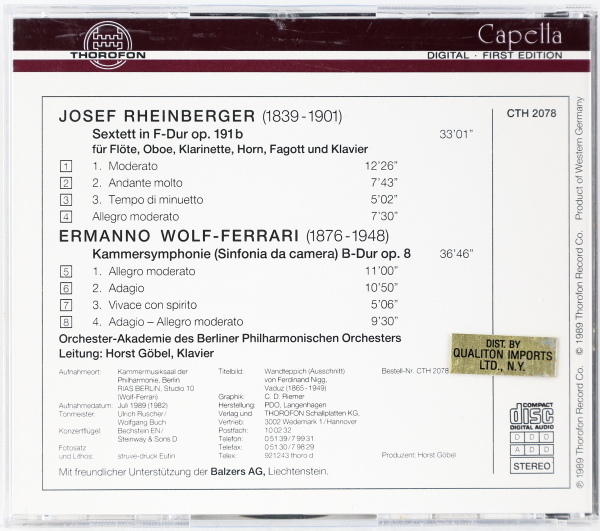 THOROFON
Capella
DIGITAL · FIRST EDITION
JOSEF RHEINBERGER (1839-1901)
CTH 2078
Sextett in F-Dur op. 191b 33'01"
für Flöte, Oboe, Klarinette, Horn, Fagott und Klavier
1 1. Moderato 12'26"
2 2. Andante molto 7'43"
3 3. Tempo di minuetto 5'02"
4 Allegro moderato 7'30"
ERMANNO WOLF-FERRARI (1876-1948)
Kammersymphonie (Sinfonia da camera) B-Dur op. 8 36'46"
5 1. Allegro moderato 11'00"
6 2. Adagio 10'50"
7 3. Vivace con spirito 5'06"
8 4. Adagio – Allegro moderato 9'30"
Orchester-Akademie des Berliner Philharmonischen Orchesters
Leitung: Horst Göbel, Klavier
Aufnahmeort: Kammermusiksaal der
Philharmonie, Berlin
RIAS BERLIN, Studio 10
(Wolf-Ferrari)
Aufnahmedatum: Juli 1989 (1982)
Tonmeister: Ulrich Ruscher/
Wolfgang Buch
Konzertflügel: Bechstein EN/
Steinway & Sons D
Fotosatz
und Lithos: struve-druck Eutin
Titelbild: Wandteppich (Ausschnitt)
von Ferdinand Nigg,
Vaduz (1865-1949)
Graphik: C. D. Riemer
Herstellung: PDO, Langenhagen
Verlag und THOROFON Schallplatten KG,
Vertrieb: 3002 Wedemark 1/Hannover
Postfach: 10 02 32
Telefon: 0 51 39/7 99 31
Telefax: 0 51 30/7 98 29
Telex: 921243 thoro d
Bestell-Nr. CTH 2078
Produzent: Horst Göbel
Mit freundlicher Unterstützung der Balzers AG, Liechtenstein.
DIST. BY
QUALITON IMPORTS
LTD., N.Y.
COMPACT
disc
DIGITAL AUDIO
D D D
A D D
STEREO
℗ 1989 Thorofon Record Co. © 1989 Thorofon Record Co. Product of Western Germany